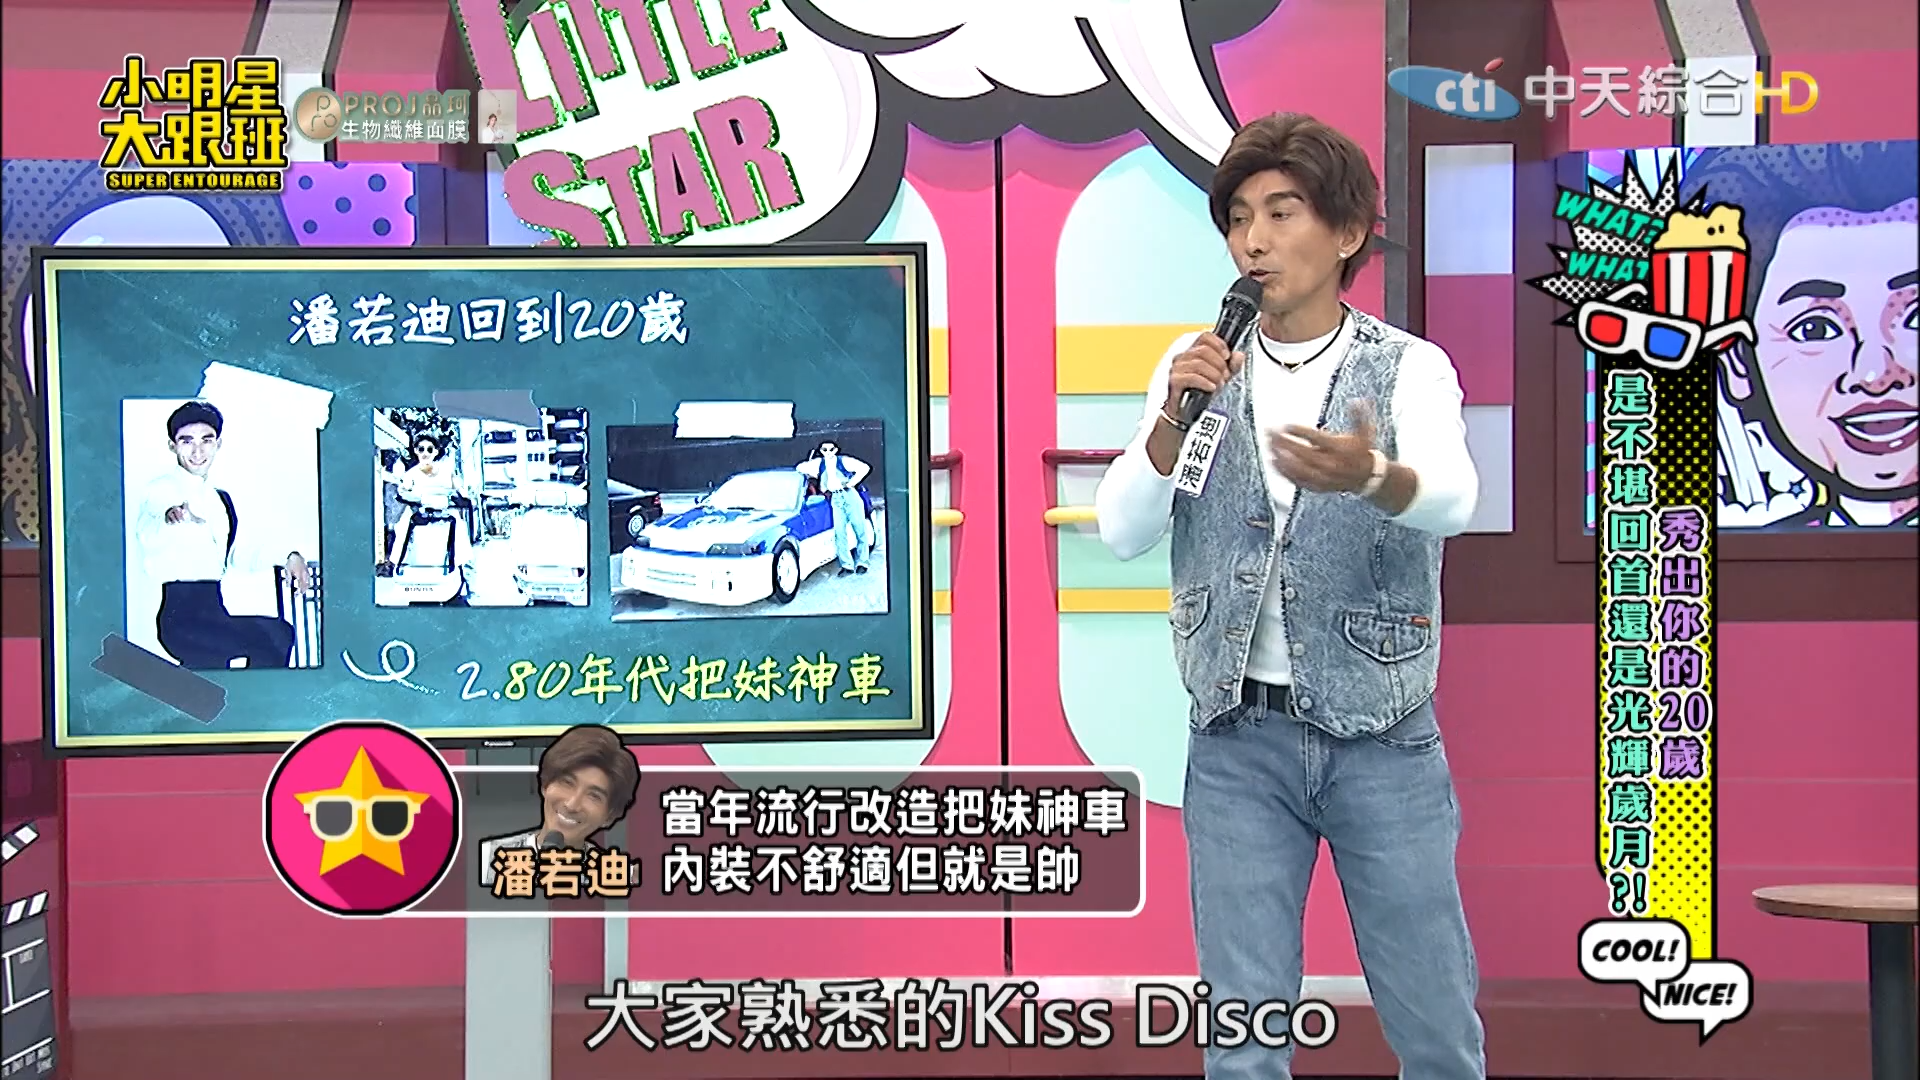 小明星
大跟班
SUPER ENTOURAGE
PROJ品珂
生物纖維面膜
LITTLE
STAR
cti 中天綜合HD
WHAT?
WHAT
潘若迪回到20歲
2.80年代把妹神車
潘若迪
秀出你的20歲
是不堪回首還是光輝歲月?!
COOL!
NICE!
潘若迪
當年流行改造把妹神車
內裝不舒適但就是帥
大家熟悉的Kiss Disco